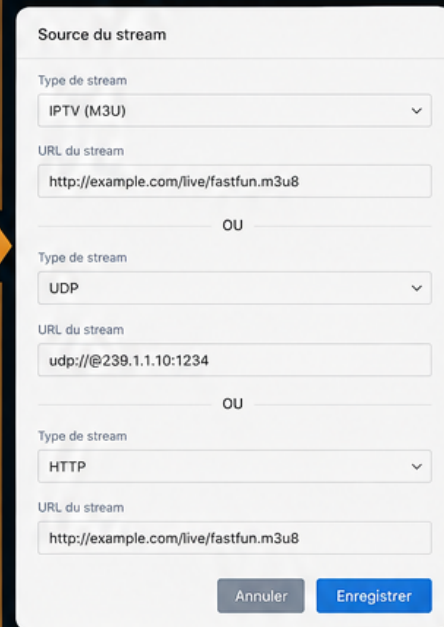 Source du stream
Type de stream
IPTV (M3U)
URL du stream
http://example.com/live/fastfun.m3u8
OU
Type de stream
UDP
URL du stream
udp://@239.1.1.10:1234
OU
Type de stream
HTTP
URL du stream
http://example.com/live/fastfun.m3u8
Annuler
Enregistrer